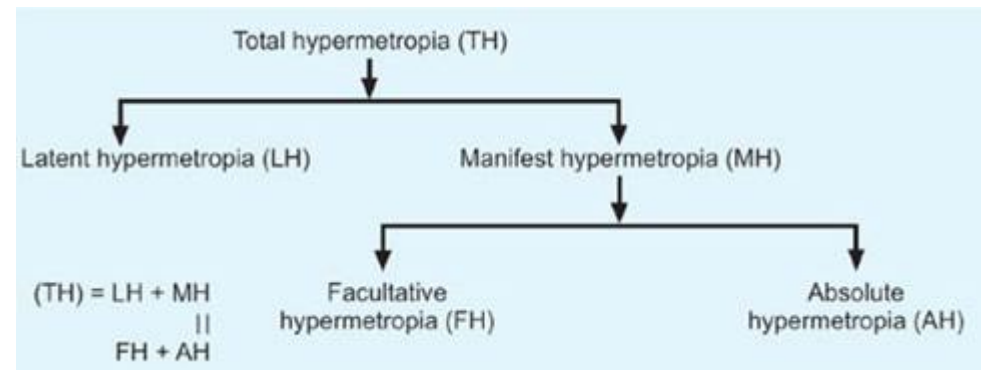 Total hypermetropia (TH)
Latent hypermetropia (LH)
Manifest hypermetropia (MH)
(TH) = LH + MH
||
FH + AH
Facultative
hypermetropia (FH)
Absolute
hypermetropia (AH)